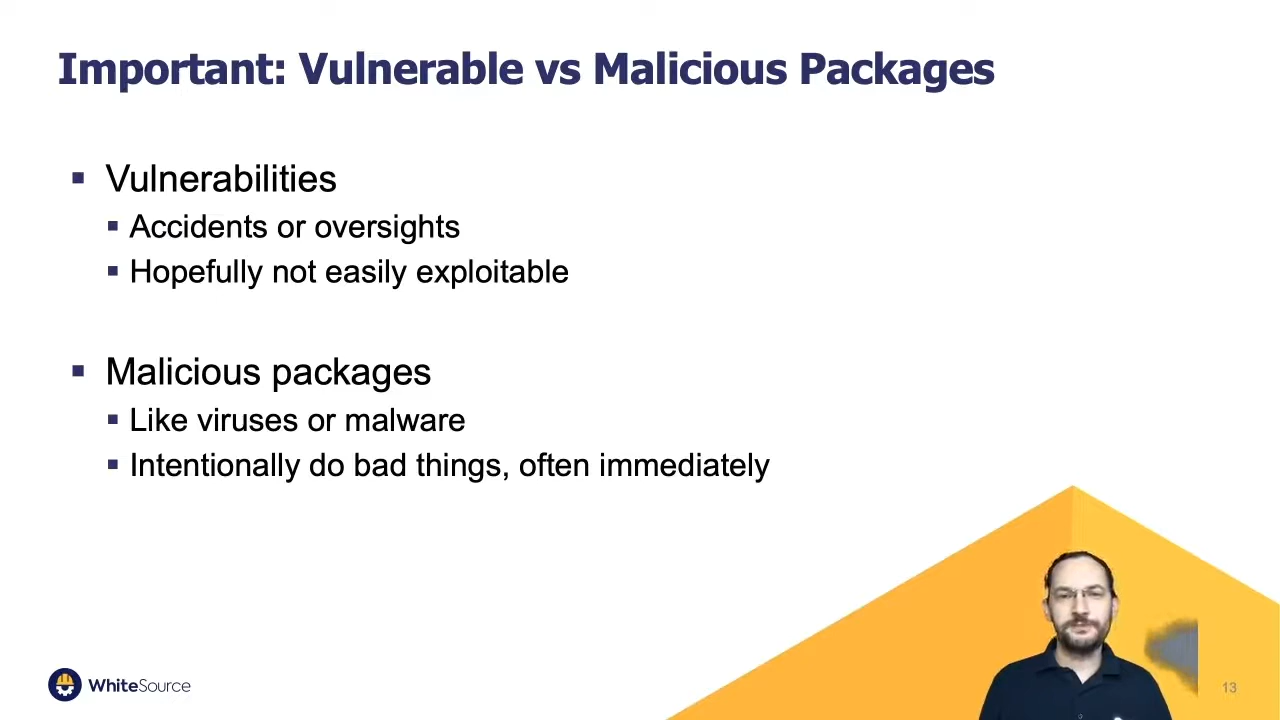 Important: Vulnerable vs Malicious Packages
Vulnerabilities
Accidents or oversights
Hopefully not easily exploitable
Malicious packages
Like viruses or malware
Intentionally do bad things, often immediately
WhiteSource
13